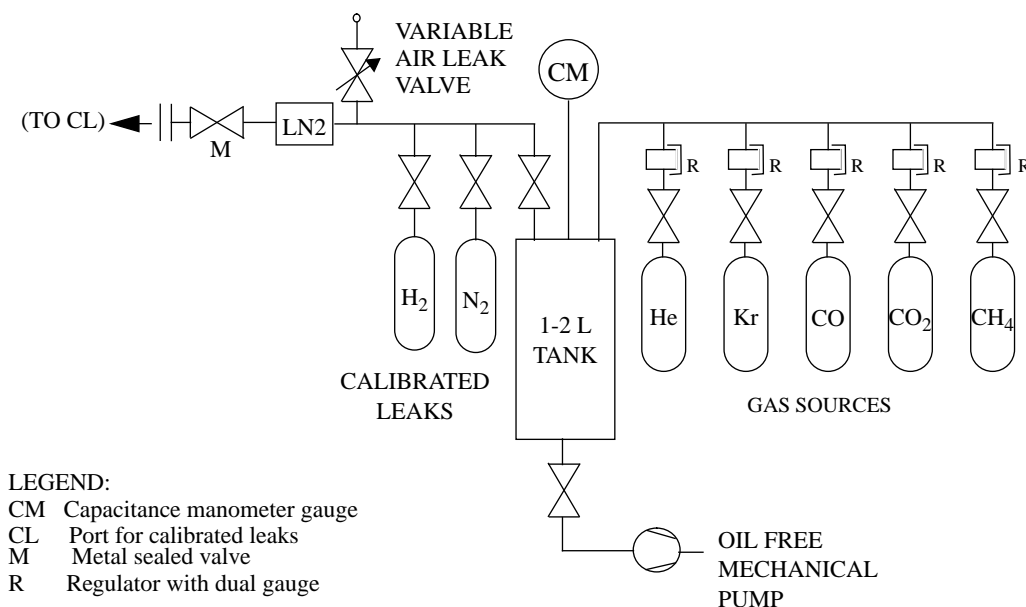 VARIABLE
AIR LEAK
VALVE
CM
(TO CL)
LN2
M
R
R
R
R
R
H2
N2
1-2 L
TANK
He
Kr
CO
CO2
CH4
CALIBRATED
LEAKS
GAS SOURCES
LEGEND:
CM Capacitance manometer gauge
CL Port for calibrated leaks
M Metal sealed valve
R Regulator with dual gauge
OIL FREE
MECHANICAL
PUMP